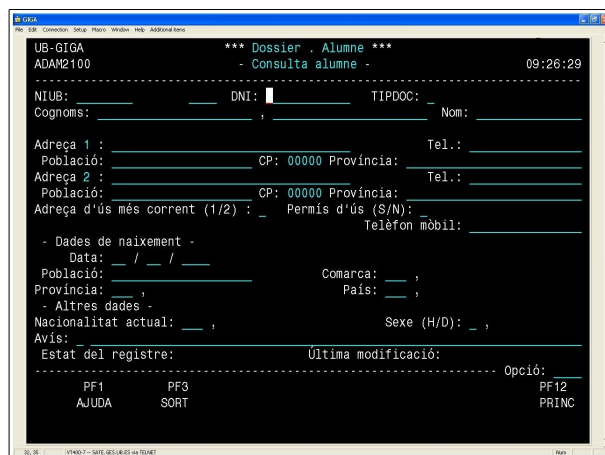 GIGA
File Edit Connection Setup Macro Window Help Additional items
UB-GIGA *** Dossier . Alumne ***
ADAM2100 - Consulta alumne - 09:26:29
NIUB: DNI: TIPDOC:
Cognoms: , Nom:
Adreça 1 : Tel.:
Població: CP: 00000 Província:
Adreça 2 : Tel.:
Població: CP: 00000 Província:
Adreça d'ús més corrent (1/2) : Permís d'ús (S/N):
Telèfon mòbil:
- Dades de naixement -
Data: / /
Població: Comarca: ,
Província: , País: ,
- Altres dades -
Nacionalitat actual: , Sexe (H/D): ,
Avís:
Estat del registre: Última modificació:
Opció:
PF1 PF3 PF12
AJUDA SORT PRINC
32, 35 VT400-7 -- SATE.GES.UB.ES via TELNET Num